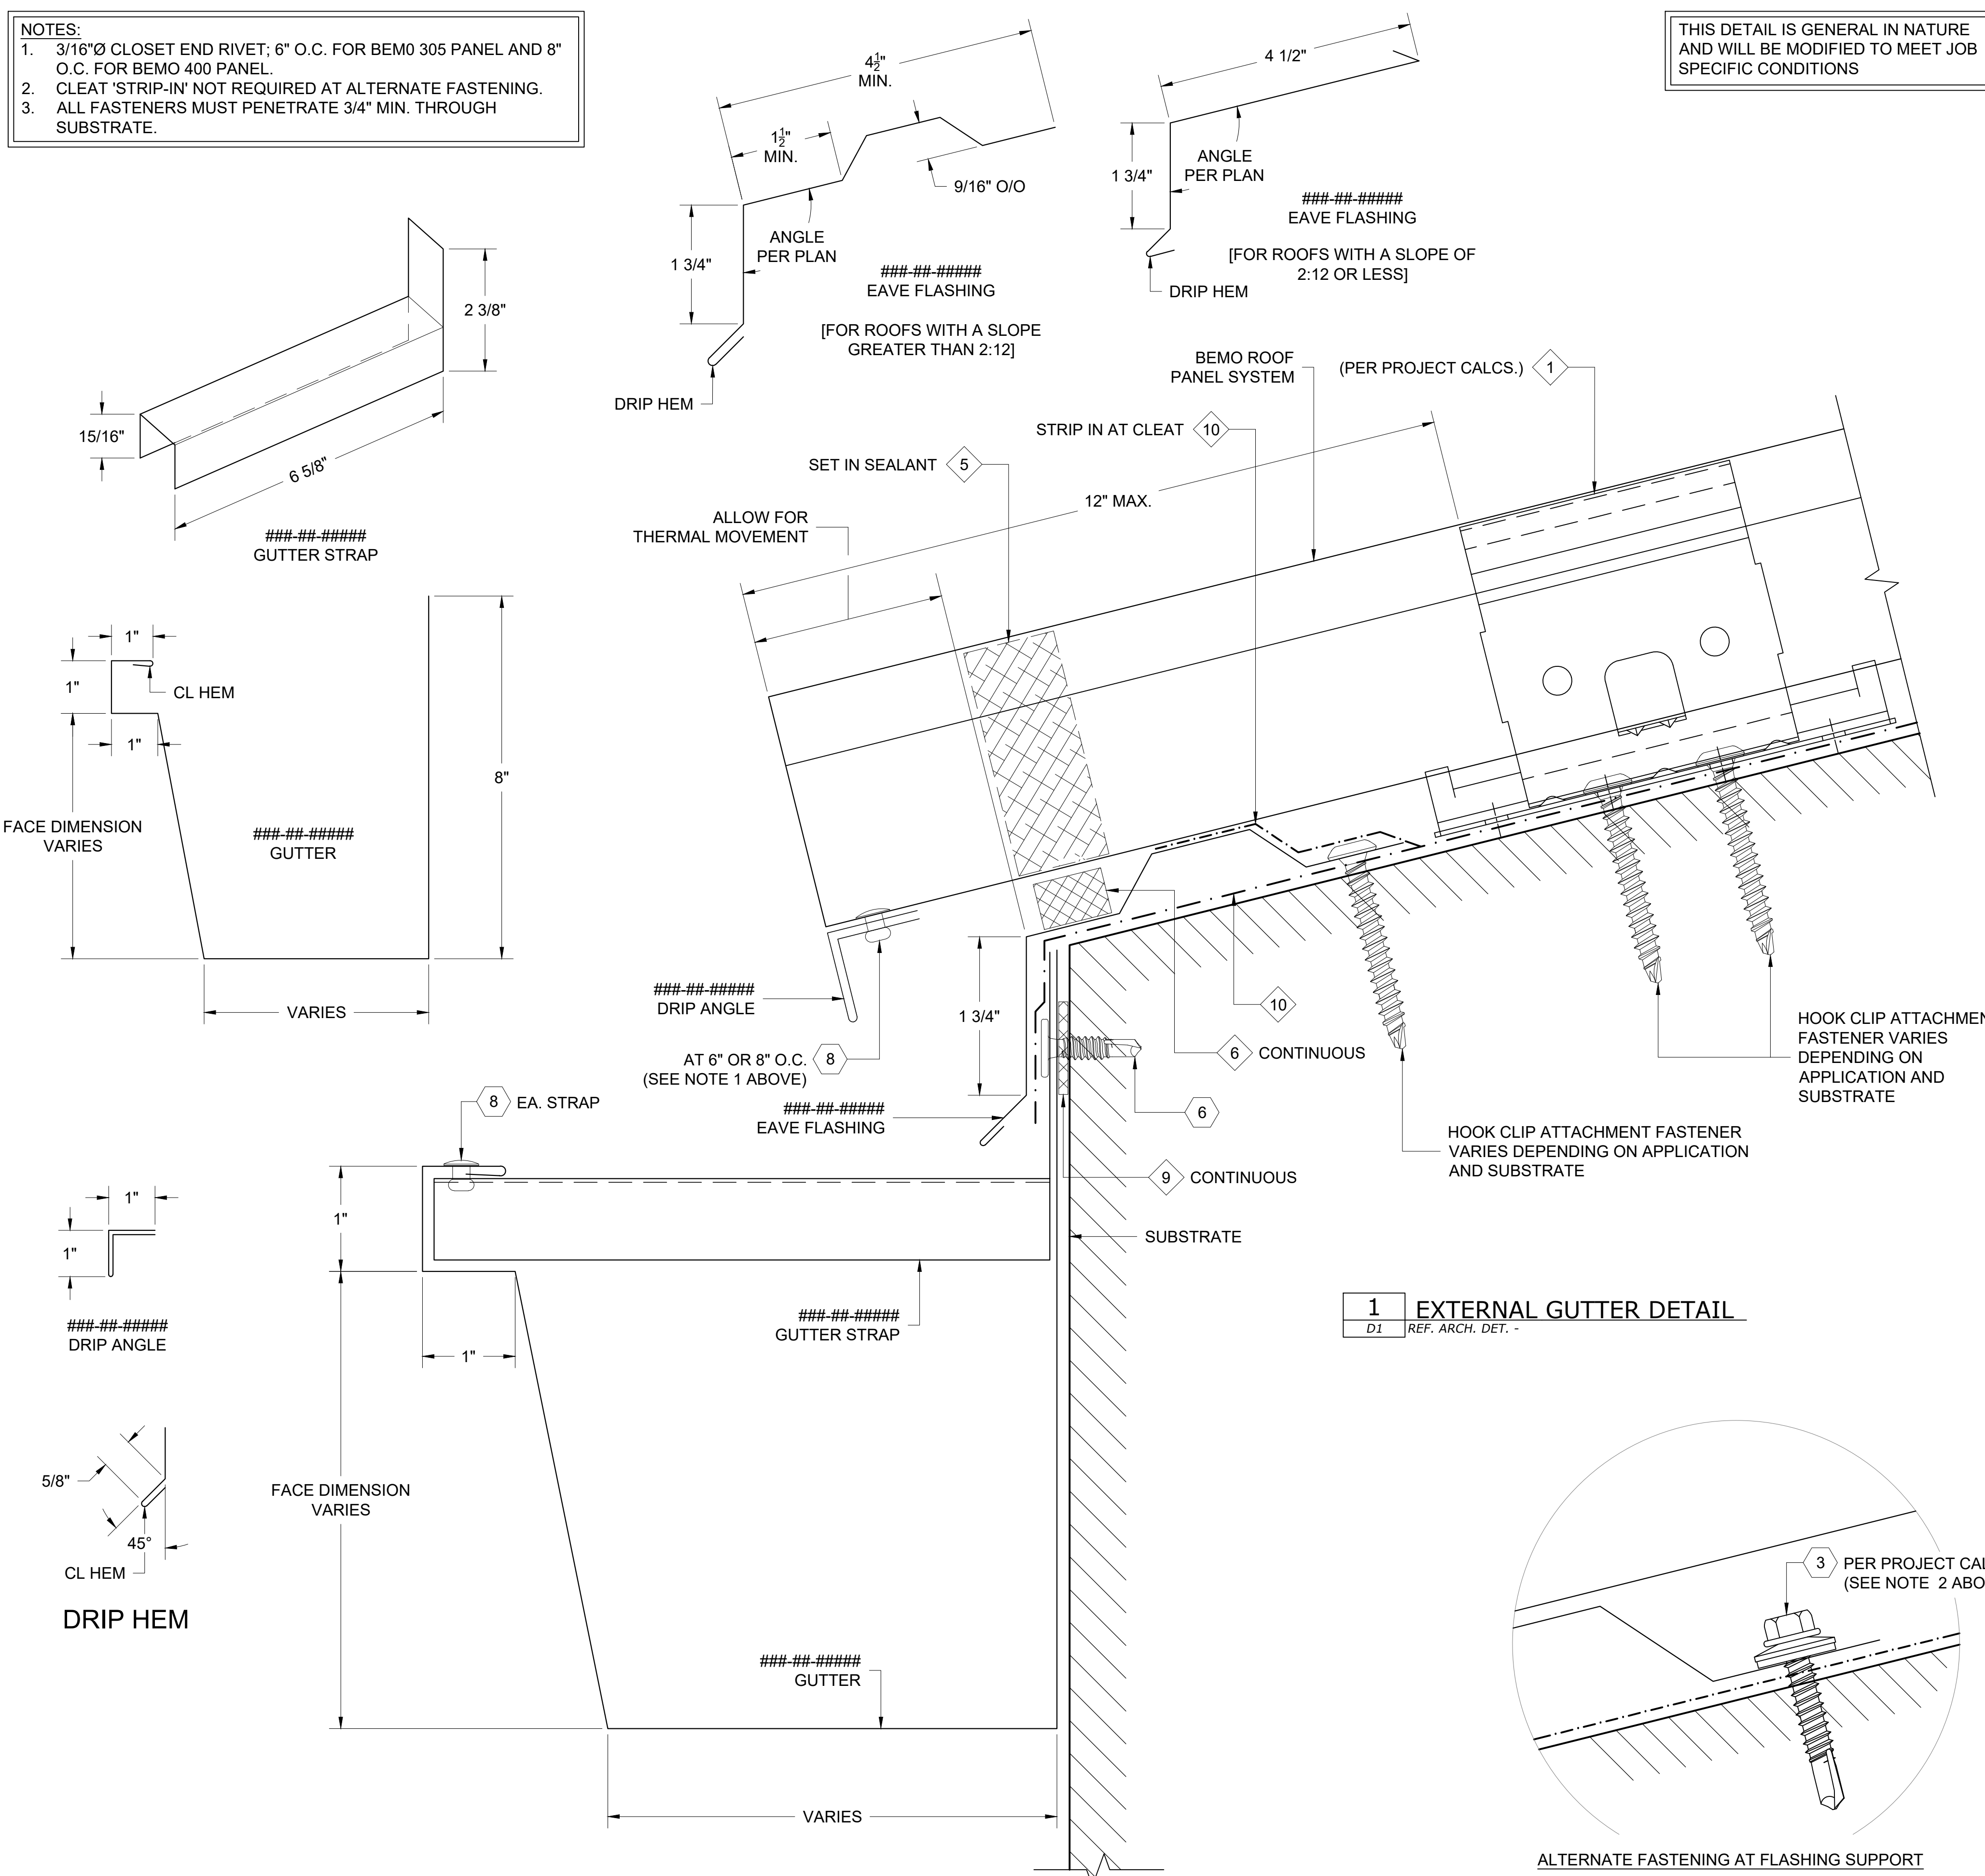 NOTES:
1. 3/16"Ø CLOSET END RIVET; 6" O.C. FOR BEM0 305 PANEL AND 8"
O.C. FOR BEMO 400 PANEL.
2. CLEAT 'STRIP-IN' NOT REQUIRED AT ALTERNATE FASTENING.
3. ALL FASTENERS MUST PENETRATE 3/4" MIN. THROUGH
SUBSTRATE.
THIS DETAIL IS GENERAL IN NATURE
AND WILL BE MODIFIED TO MEET JOB
SPECIFIC CONDITIONS
4½"
MIN.
1½"
MIN.
9/16" O/O
ANGLE
PER PLAN
1 3/4"
###-##-#####
EAVE FLASHING
[FOR ROOFS WITH A SLOPE
GREATER THAN 2:12]
DRIP HEM
4 1/2"
ANGLE
PER PLAN
1 3/4"
###-##-#####
EAVE FLASHING
[FOR ROOFS WITH A SLOPE OF
2:12 OR LESS]
DRIP HEM
2 3/8"
15/16"
6 5/8"
###-##-#####
GUTTER STRAP
1"
1"
CL HEM
1"
8"
FACE DIMENSION
VARIES
###-##-#####
GUTTER
VARIES
BEMO ROOF
PANEL SYSTEM
(PER PROJECT CALCS.) 1
STRIP IN AT CLEAT 10
SET IN SEALANT 5
12" MAX.
ALLOW FOR
THERMAL MOVEMENT
###-##-#####
DRIP ANGLE
1 3/4"
AT 6" OR 8" O.C. 8
(SEE NOTE 1 ABOVE)
###-##-#####
EAVE FLASHING
10
6 CONTINUOUS
6
9 CONTINUOUS
SUBSTRATE
HOOK CLIP ATTACHMEN
FASTENER VARIES
DEPENDING ON
APPLICATION AND
SUBSTRATE
HOOK CLIP ATTACHMENT FASTENER
VARIES DEPENDING ON APPLICATION
AND SUBSTRATE
8 EA. STRAP
1"
1"
###-##-#####
GUTTER STRAP
FACE DIMENSION
VARIES
###-##-#####
GUTTER
VARIES
1"
1"
###-##-#####
DRIP ANGLE
5/8"
45°
CL HEM
DRIP HEM
1 EXTERNAL GUTTER DETAIL
D1 REF. ARCH. DET. -
3 PER PROJECT CAL
(SEE NOTE 2 ABO
ALTERNATE FASTENING AT FLASHING SUPPORT